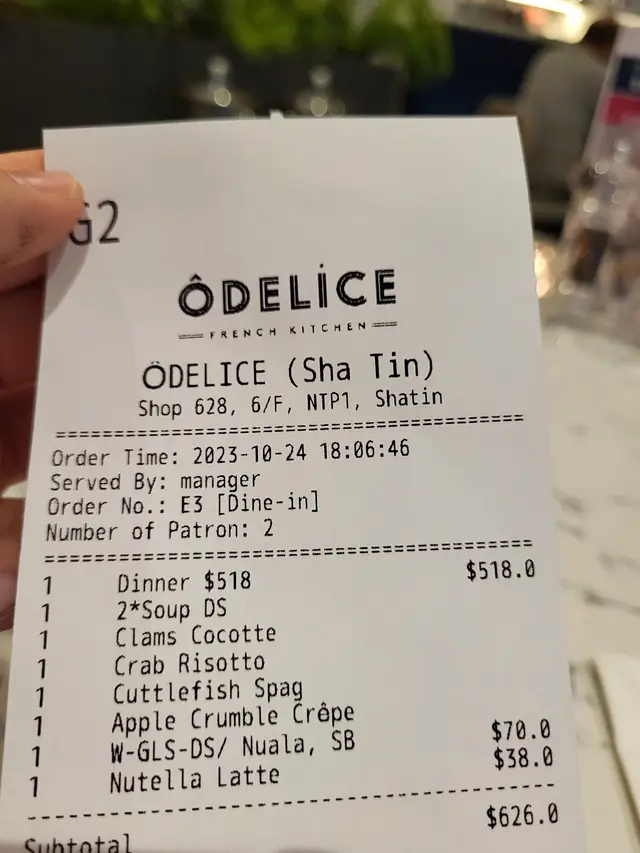 G2
ÔDELİCE
FRENCH KITCHEN
ÔDELICE (Sha Tin)
Shop 628, 6/F, NTP1, Shatin
========================================
Order Time: 2023-10-24 18:06:46
Served By: manager
Order No.: E3 [Dine-in]
Number of Patron: 2
========================================
1 Dinner $518 $518.0
1 2*Soup DS
1 Clams Cocotte
1 Crab Risotto
1 Cuttlefish Spag
1 Apple Crumble Crêpe
1 W-GLS-DS/ Nuala, SB $70.0
1 Nutella Latte $38.0
----------------------------------------
Subtotal $626.0